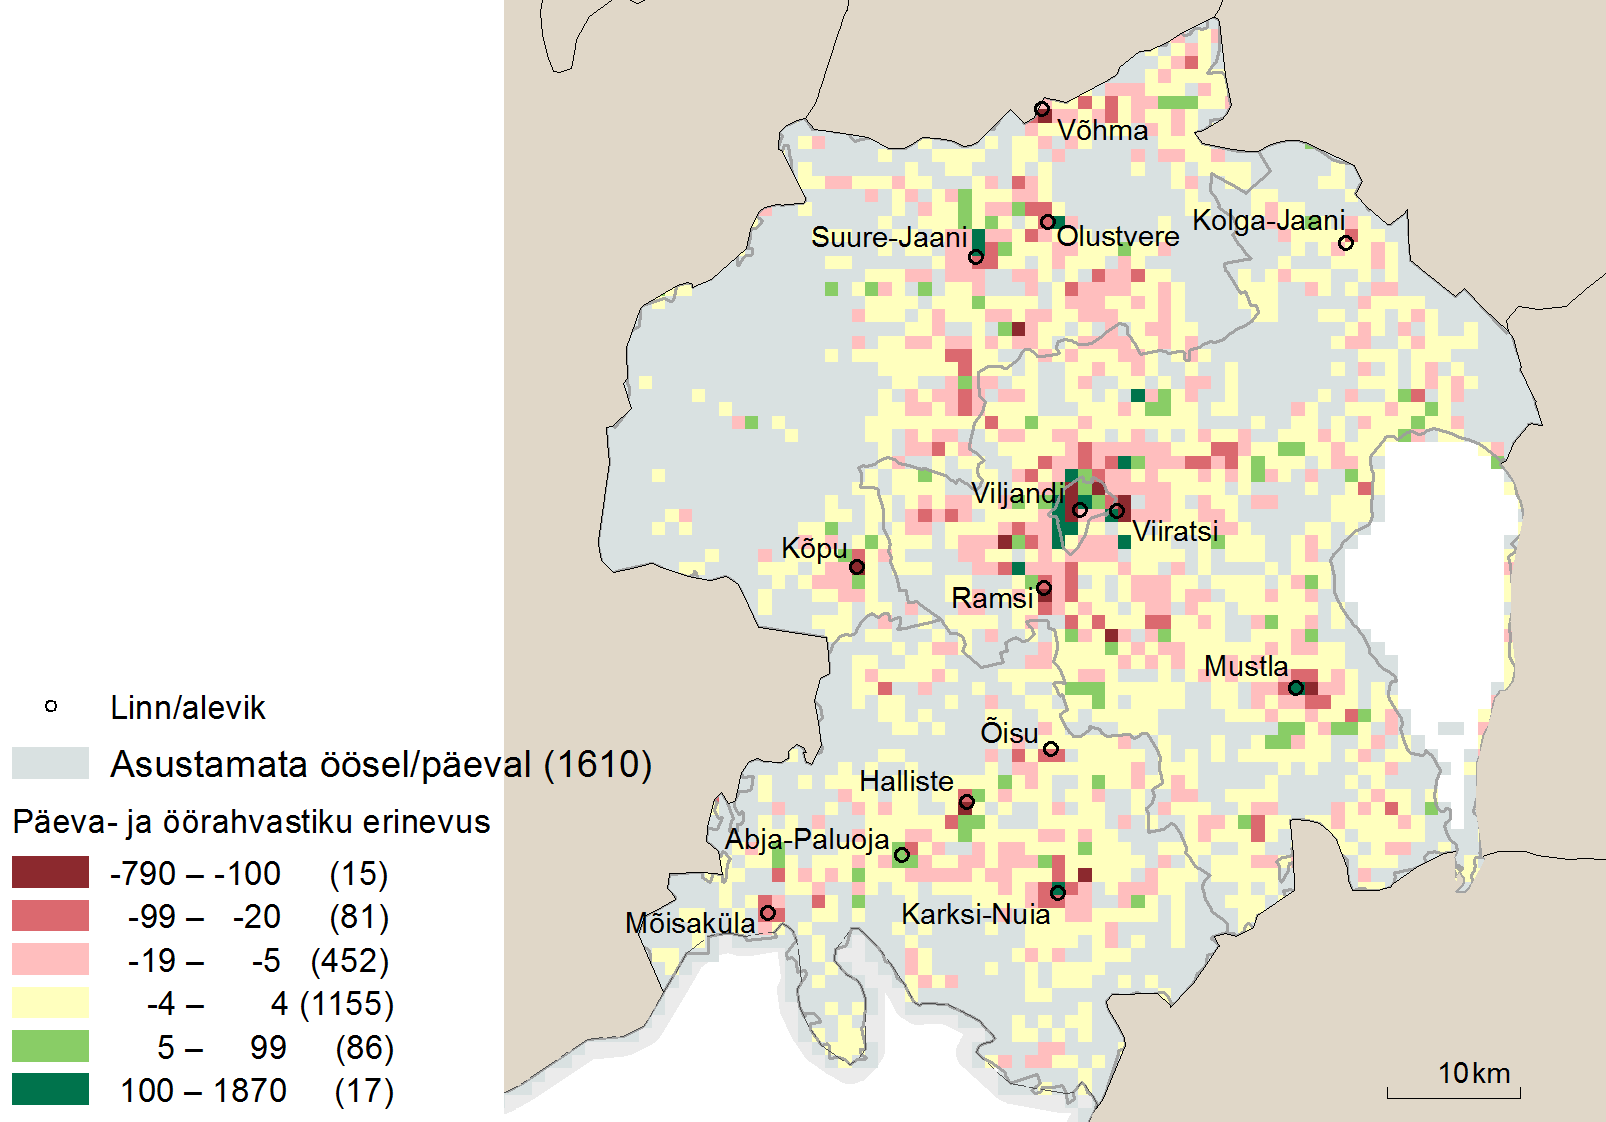 Võhma
Kolga-Jaani
Suure-Jaani
Olustvere
Viljandi
Viiratsi
Kõpu
Ramsi
Mustla
Õisu
Halliste
Abja-Paluoja
Karksi-Nuia
Mõisaküla
Linn/alevik
Asustamata öösel/päeval (1610)
Päeva- ja öörahvastiku erinevus
-790 – -100 (15)
-99 – -20 (81)
-19 – -5 (452)
-4 – 4 (1155)
5 – 99 (86)
100 – 1870 (17)
10 km